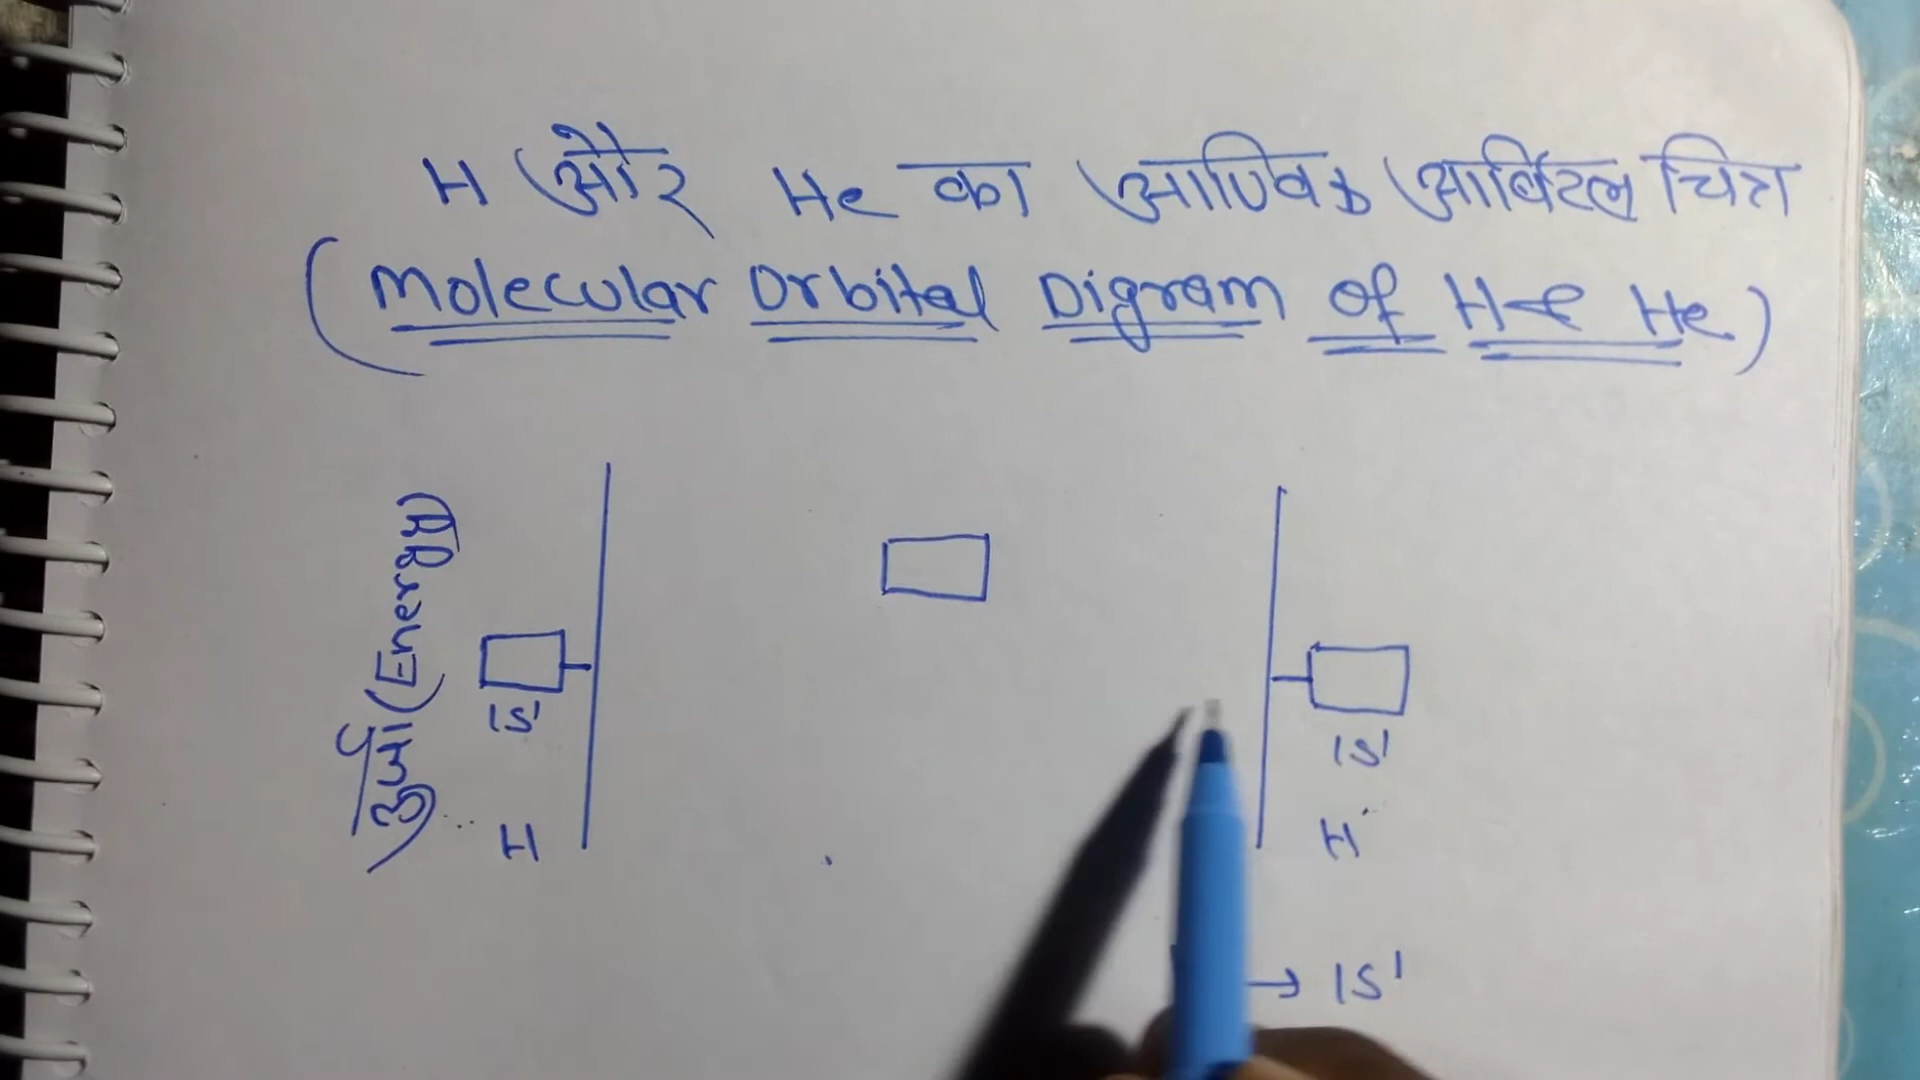 H और He का आण्विक आर्बिटल चित्र
(Molecular Orbital Digram of H & He)
ऊर्जा (Energy)
1s¹
1s¹
H
H
→ 1s¹